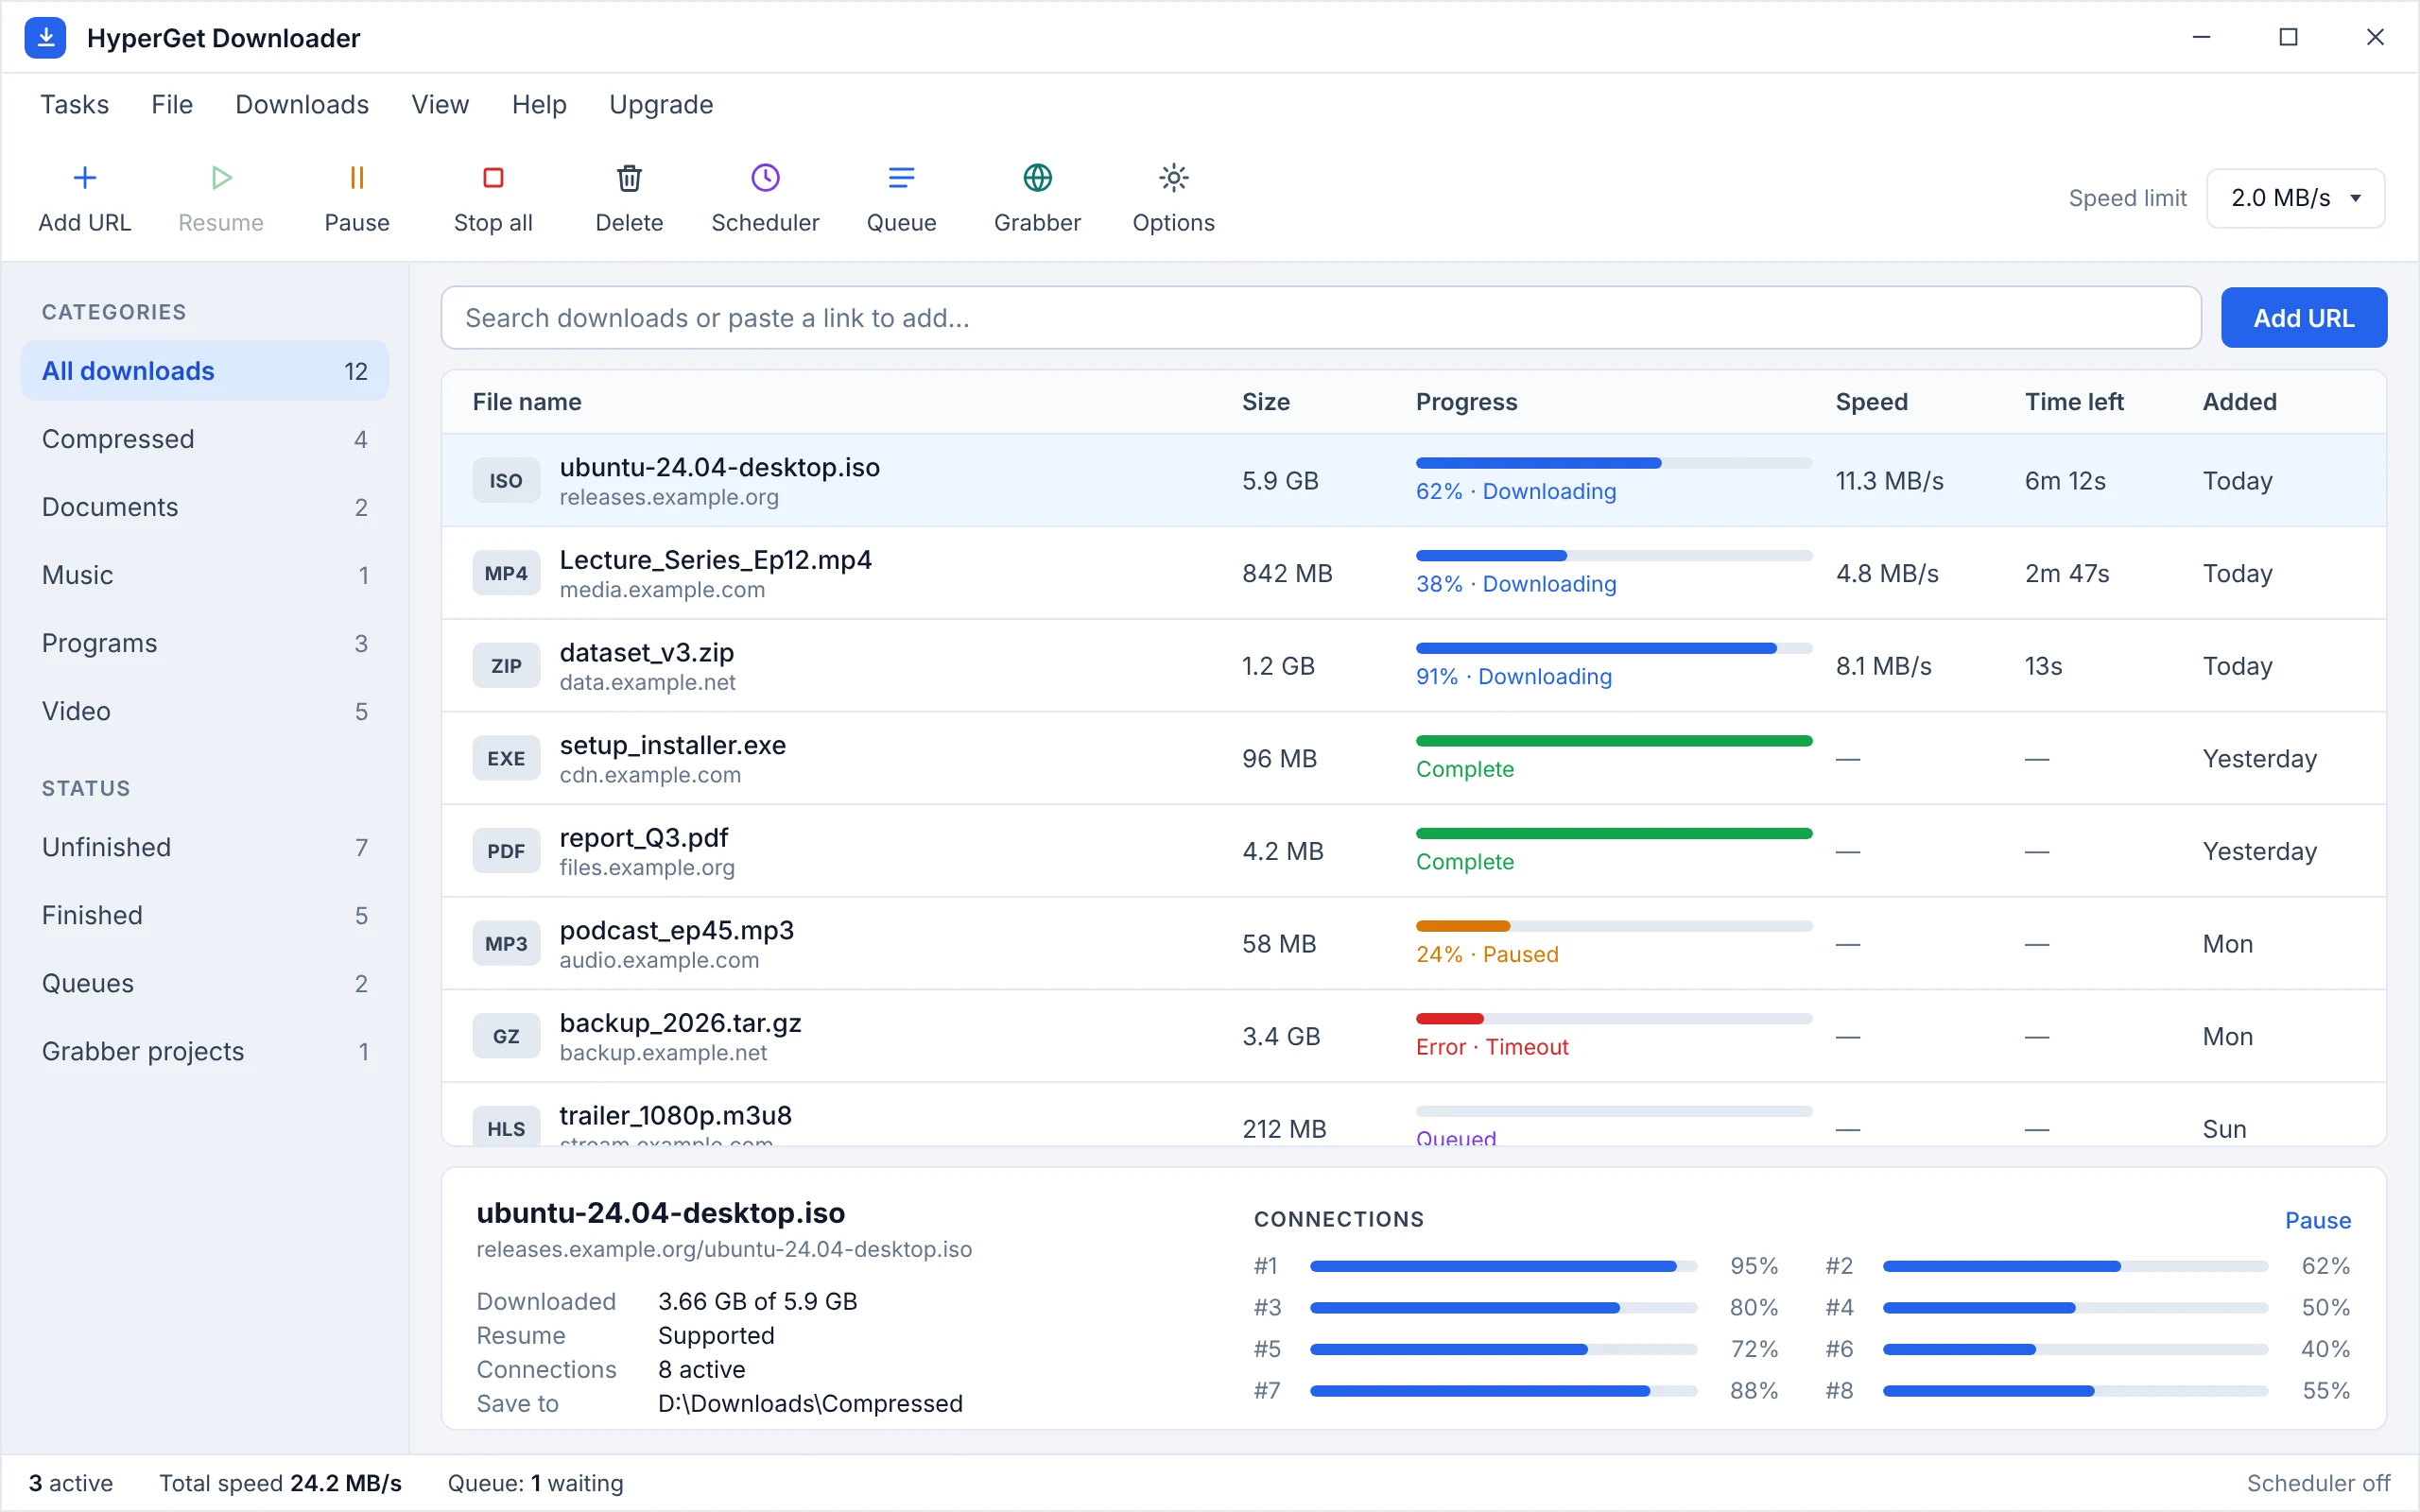 HyperGet Downloader
Tasks File Downloads View Help Upgrade
Add URL Resume Pause Stop all Delete Scheduler Queue Grabber Options
Speed limit 2.0 MB/s
CATEGORIES
All downloads 12
Compressed 4
Documents 2
Music 1
Programs 3
Video 5
STATUS
Unfinished 7
Finished 5
Queues 2
Grabber projects 1
Search downloads or paste a link to add...
Add URL
File name Size Progress Speed Time left Added
ISO ubuntu-24.04-desktop.iso 5.9 GB 11.3 MB/s 6m 12s Today
releases.example.org 62% · Downloading
MP4 Lecture_Series_Ep12.mp4 842 MB 4.8 MB/s 2m 47s Today
media.example.com 38% · Downloading
ZIP dataset_v3.zip 1.2 GB 8.1 MB/s 13s Today
data.example.net 91% · Downloading
EXE setup_installer.exe 96 MB — — Yesterday
cdn.example.com Complete
PDF report_Q3.pdf 4.2 MB — — Yesterday
files.example.org Complete
MP3 podcast_ep45.mp3 58 MB — — Mon
audio.example.com 24% · Paused
GZ backup_2026.tar.gz 3.4 GB — — Mon
backup.example.net Error · Timeout
HLS trailer_1080p.m3u8 212 MB — — Sun
stream.example.com Queued
ubuntu-24.04-desktop.iso
releases.example.org/ubuntu-24.04-desktop.iso
Downloaded 3.66 GB of 5.9 GB
Resume Supported
Connections 8 active
Save to D:\Downloads\Compressed
CONNECTIONS Pause
#1 95% #2 62%
#3 80% #4 50%
#5 72% #6 40%
#7 88% #8 55%
3 active Total speed 24.2 MB/s Queue: 1 waiting Scheduler off